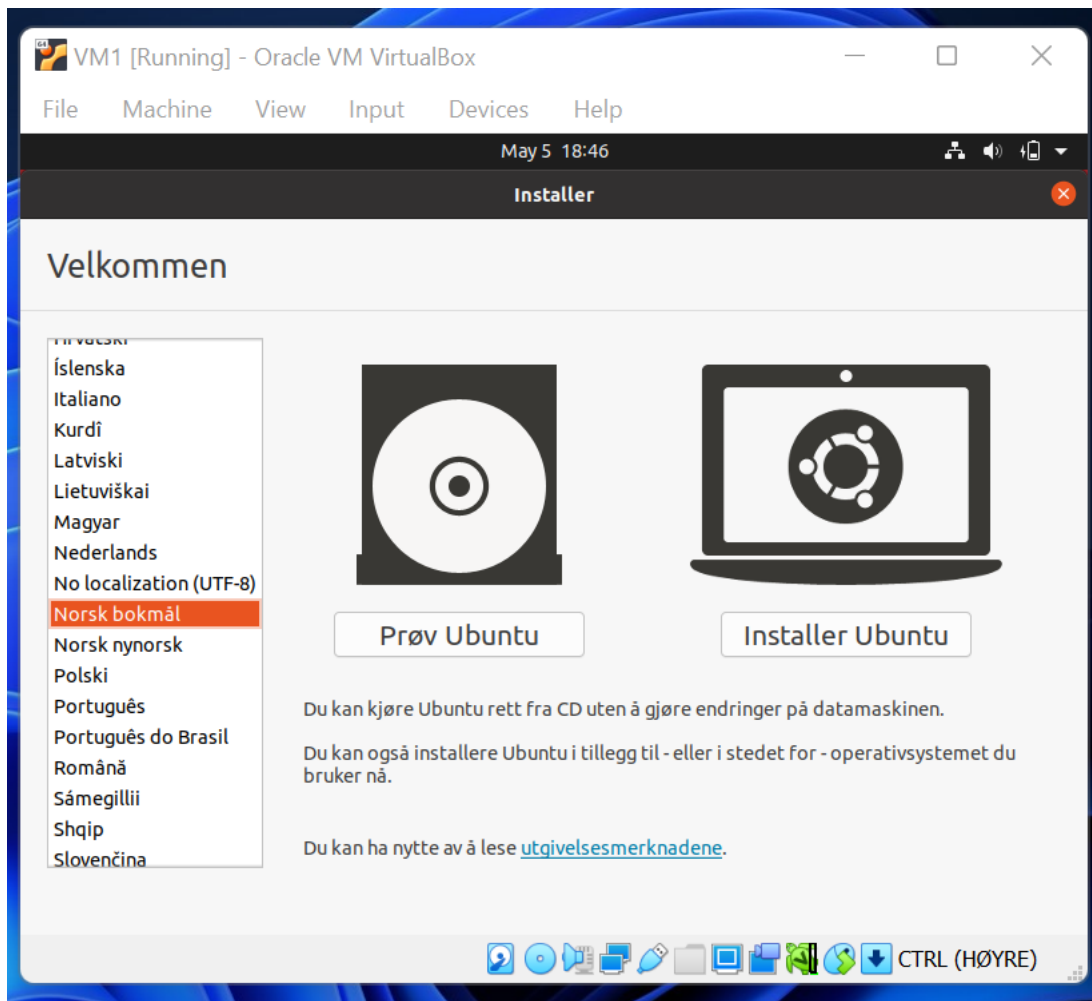 VM1 [Running] - Oracle VM VirtualBox
File Machine View Input Devices Help
May 5 18:46
Installer
Velkommen
Íslenska
Italiano
Kurdî
Latviski
Lietuviškai
Magyar
Nederlands
No localization (UTF-8)
Norsk bokmål
Norsk nynorsk
Polski
Português
Português do Brasil
Română
Sámegillii
Shqip
Slovenčina
Prøv Ubuntu
Installer Ubuntu
Du kan kjøre Ubuntu rett fra CD uten å gjøre endringer på datamaskinen.
Du kan også installere Ubuntu i tillegg til - eller i stedet for - operativsystemet du
bruker nå.
Du kan ha nytte av å lese utgivelsesmerknadene.
CTRL (HØYRE)